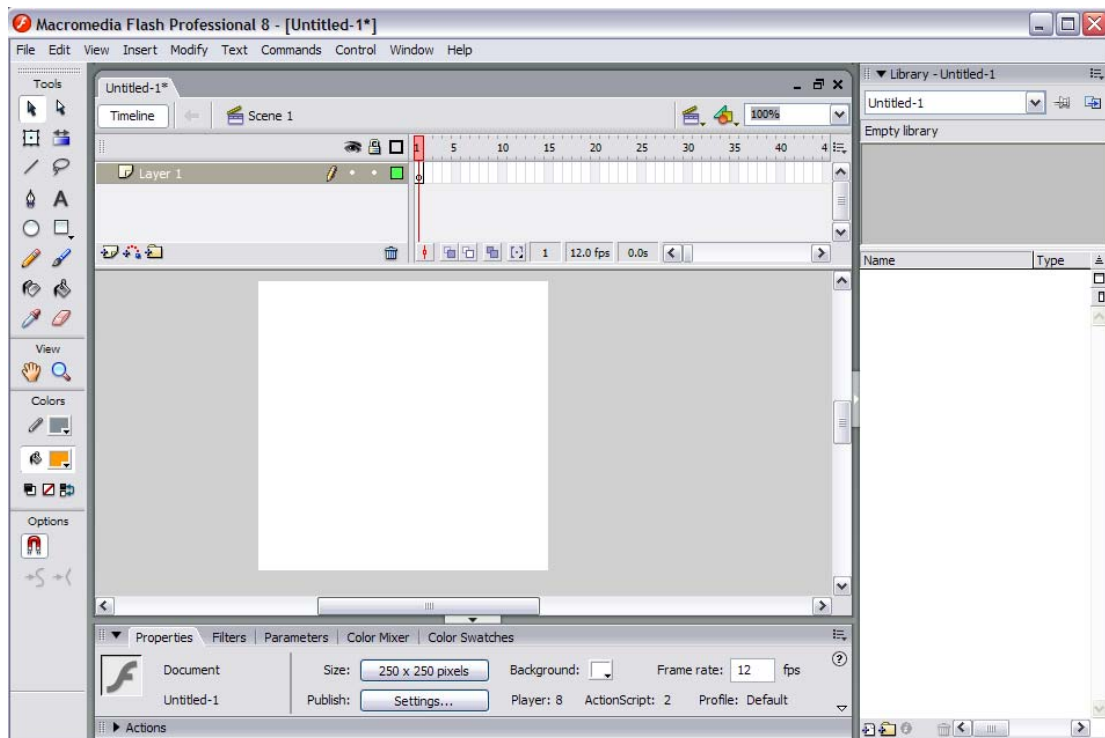 Macromedia Flash Professional 8 - [Untitled-1*]
File Edit View Insert Modify Text Commands Control Window Help
Tools
A
View
Colors
Options
Untitled-1*
Timeline Scene 1 100%
1 5 10 15 20 25 30 35 40 4
Layer 1
1 12.0 fps 0.0s
Properties Filters Parameters Color Mixer Color Swatches
Document
Untitled-1
Size: 250 x 250 pixels Background: Frame rate: 12 fps
Publish: Settings... Player: 8 ActionScript: 2 Profile: Default
Actions
Library - Untitled-1
Untitled-1
Empty library
Name Type